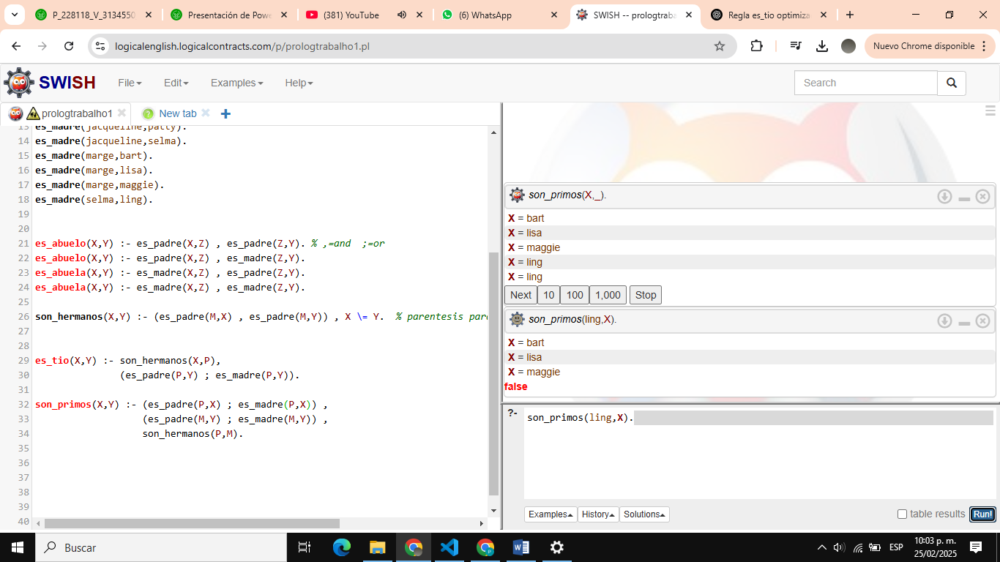 P_228118_V_3134550
Presentación de Powe
(381) YouTube
(6) WhatsApp
SWISH -- prologtraba
Regla es_tio optimiza
logicalenglish.logicalcontracts.com/p/prologtrabalho1.pl
Nuevo Chrome disponible
SWISH
File
Edit
Examples
Help
Search
prologtrabalho1
New tab
13 es_madre(jacqueline,patty).
14 es_madre(jacqueline,selma).
15 es_madre(marge,bart).
16 es_madre(marge,lisa).
17 es_madre(marge,maggie).
18 es_madre(selma,ling).
19
20
21 es_abuelo(X,Y) :- es_padre(X,Z) , es_padre(Z,Y). % ,=and  ;=or
22 es_abuelo(X,Y) :- es_padre(X,Z) , es_madre(Z,Y).
23 es_abuela(X,Y) :- es_madre(X,Z) , es_padre(Z,Y).
24 es_abuela(X,Y) :- es_madre(X,Z) , es_madre(Z,Y).
25
26 son_hermanos(X,Y) :- (es_padre(M,X) , es_padre(M,Y)) , X \= Y.  % parentesis par
27
28
29 es_tio(X,Y) :- son_hermanos(X,P),
30 (es_padre(P,Y) ; es_madre(P,Y)).
31
32 son_primos(X,Y) :- (es_padre(P,X) ; es_madre(P,X)) ,
33 (es_padre(M,Y) ; es_madre(M,Y)) ,
34 son_hermanos(P,M).
35
36
37
38
39
40
son_primos(X,_).
X = bart
X = lisa
X = maggie
X = ling
X = ling
Next
10
100
1,000
Stop
son_primos(ling,X).
X = bart
X = lisa
X = maggie
false
?- son_primos(ling,X).
Examples
History
Solutions
table results
Run!
Buscar
ESP
10:03 p. m.
25/02/2025